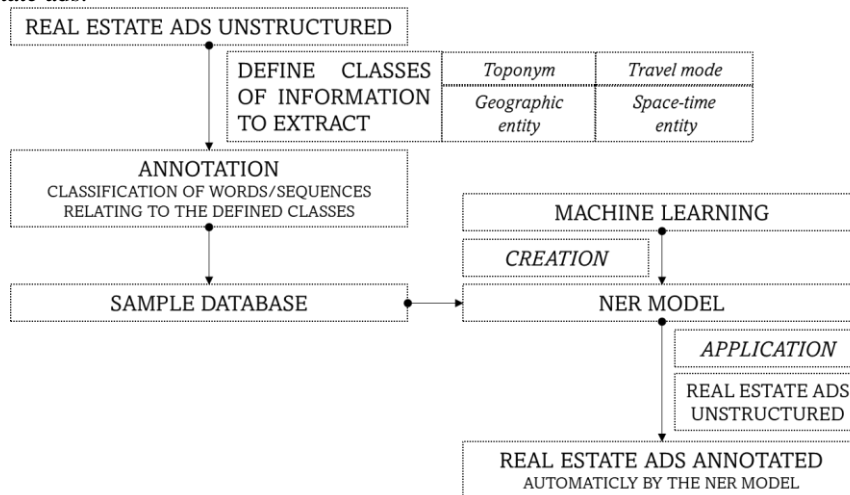 REAL ESTATE ADS UNSTRUCTURED
DEFINE CLASSES
OF INFORMATION
TO EXTRACT
Toponym
Travel mode
Geographic
entity
Space-time
entity
ANNOTATION
CLASSIFICATION OF WORDS/SEQUENCES
RELATING TO THE DEFINED CLASSES
MACHINE LEARNING
CREATION
SAMPLE DATABASE
NER MODEL
APPLICATION
REAL ESTATE ADS
UNSTRUCTURED
REAL ESTATE ADS ANNOTATED
AUTOMATICLY BY THE NER MODEL